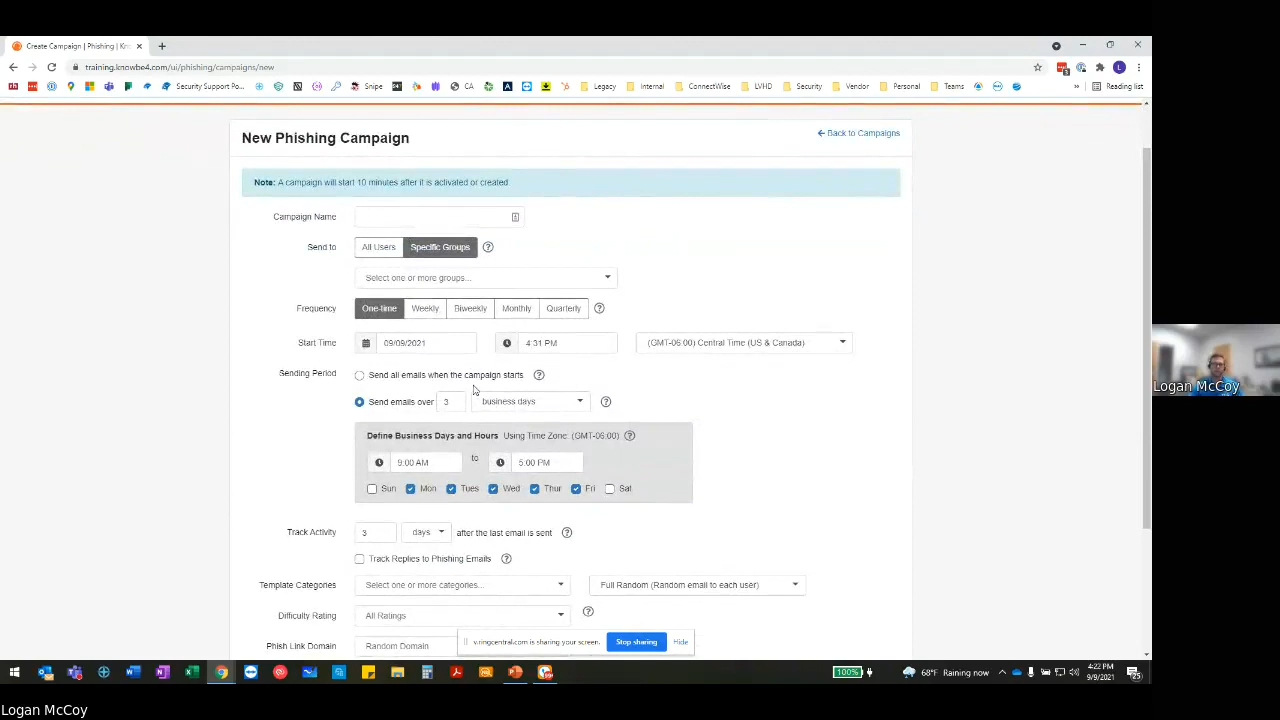 Create Campaign | Phishing | Kno
training.knowbe4.com/ui/phishing/campaigns/new
Security Support Po...
Snipe
CA
Legacy
Internal
ConnectWise
LVHD
Security
Vendor
Personal
Teams
Reading list
New Phishing Campaign
Back to Campaigns
Note: A campaign will start 10 minutes after it is activated or created
Campaign Name
Send to All Users Specific Groups
Select one or more groups...
Frequency One-time Weekly Biweekly Monthly Quarterly
Start Time 09/09/2021 4:31 PM (GMT-06:00) Central Time (US & Canada)
Sending Period Send all emails when the campaign starts
Send emails over 3 business days
Define Business Days and Hours Using Time Zone: (GMT-06:00)
9:00 AM to 5:00 PM
Sun Mon Tues Wed Thur Fri Sat
Track Activity 3 days after the last email is sent
Track Replies to Phishing Emails
Template Categories Select one or more categories... Full Random (Random email to each user)
Difficulty Rating All Ratings
v.ringcentral.com is sharing your screen. Stop sharing Hide
Phish Link Domain Random Domain
Logan McCoy
100% 68°F Raining now 4:22 PM
9/9/2021
25
Logan McCoy